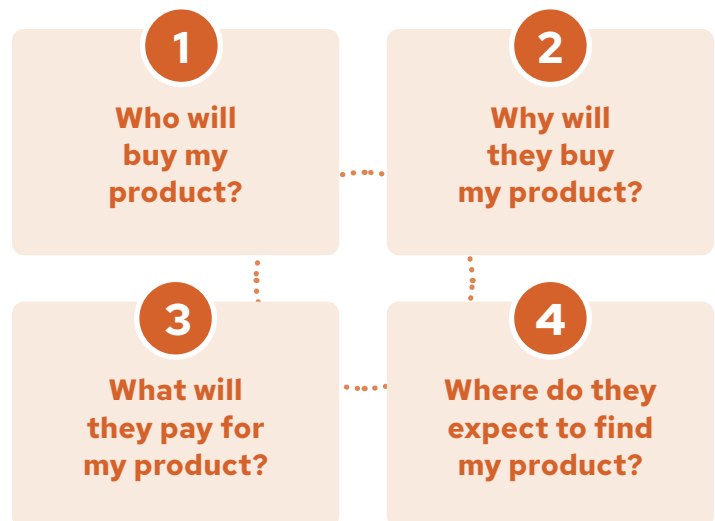 1
Who will
buy my
product?
2
Why will
they buy
my product?
3
What will
they pay for
my product?
4
Where do they
expect to find
my product?